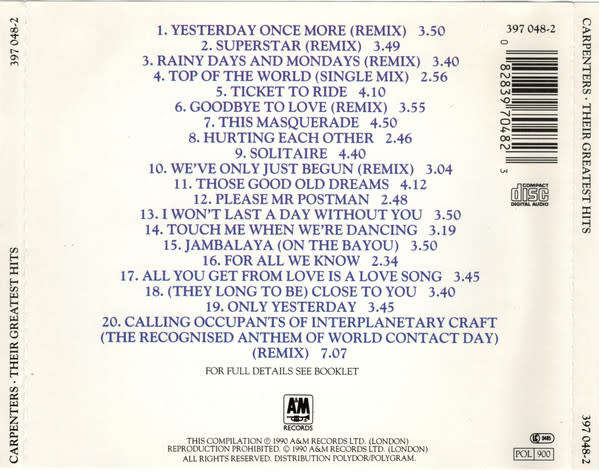 1. YESTERDAY ONCE MORE (REMIX) 3.50
2. SUPERSTAR (REMIX) 3.49
3. RAINY DAYS AND MONDAYS (REMIX) 3.40
4. TOP OF THE WORLD (SINGLE MIX) 2.56
5. TICKET TO RIDE 4.10
6. GOODBYE TO LOVE (REMIX) 3.55
7. THIS MASQUERADE 4.50
8. HURTING EACH OTHER 2.46
9. SOLITAIRE 4.40
10. WE'VE ONLY JUST BEGUN (REMIX) 3.04
11. THOSE GOOD OLD DREAMS 4.12
12. PLEASE MR POSTMAN 2.48
13. I WON'T LAST A DAY WITHOUT YOU 3.50
14. TOUCH ME WHEN WE'RE DANCING 3.19
15. JAMBALAYA (ON THE BAYOU) 3.50
16. FOR ALL WE KNOW 2.34
17. ALL YOU GET FROM LOVE IS A LOVE SONG 3.45
18. (THEY LONG TO BE) CLOSE TO YOU 3.40
19. ONLY YESTERDAY 3.45
20. CALLING OCCUPANTS OF INTERPLANETARY CRAFT
(THE RECOGNISED ANTHEM OF WORLD CONTACT DAY)
(REMIX) 7.07
FOR FULL DETAILS SEE BOOKLET
A&M
RECORDS
THIS COMPILATION ℗ 1990 A&M RECORDS LTD. (LONDON)
REPRODUCTION PROHIBITED. © 1990 A&M RECORDS LTD. (LONDON)
ALL RIGHTS RESERVED. DISTRIBUTION POLYDOR/POLYGRAM.
397 048-2
0 82839 70482 3
COMPACT
disc
DIGITAL AUDIO
POL 900
397 048-2
CARPENTERS · THEIR GREATEST HITS
CARPENTERS · THEIR GREATEST HITS
397 048-2